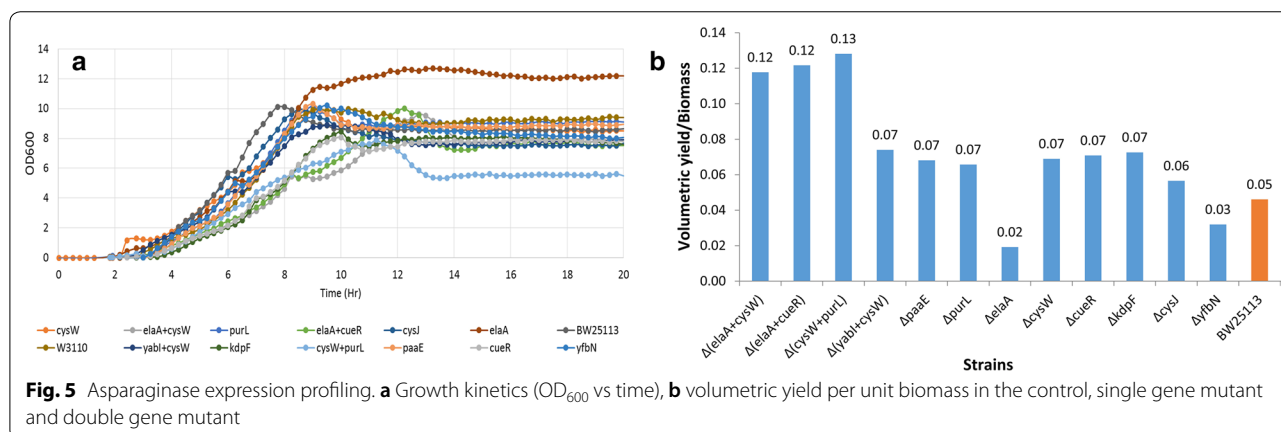 a
14
12
10
8
6
4
2
0
OD600
0 2 4 6 8 10 12 14 16 18 20
Time (Hr)
cysW elaA+cysW purL elaA+cueR cysJ elaA BW25113
W3110 yabI+cysW kdpF cysW+purL paaE cueR yfbN
b
0.14
0.12
0.10
0.08
0.06
0.04
0.02
0.00
Volumetric yield/Biomass
0.12 0.12 0.13 0.07 0.07 0.07 0.02 0.07 0.07 0.07 0.06 0.03 0.05
Δ(elaA+cysW) Δ(elaA+cueR) Δ(cysW+purL) Δ(yabI+cysW) ΔpaaE ΔpurL ΔelaA ΔcysW ΔcueR ΔkdpF ΔcysJ ΔyfbN BW25113
Strains
Fig. 5 Asparaginase expression profiling. a Growth kinetics (OD600 vs time), b volumetric yield per unit biomass in the control, single gene mutant
and double gene mutant